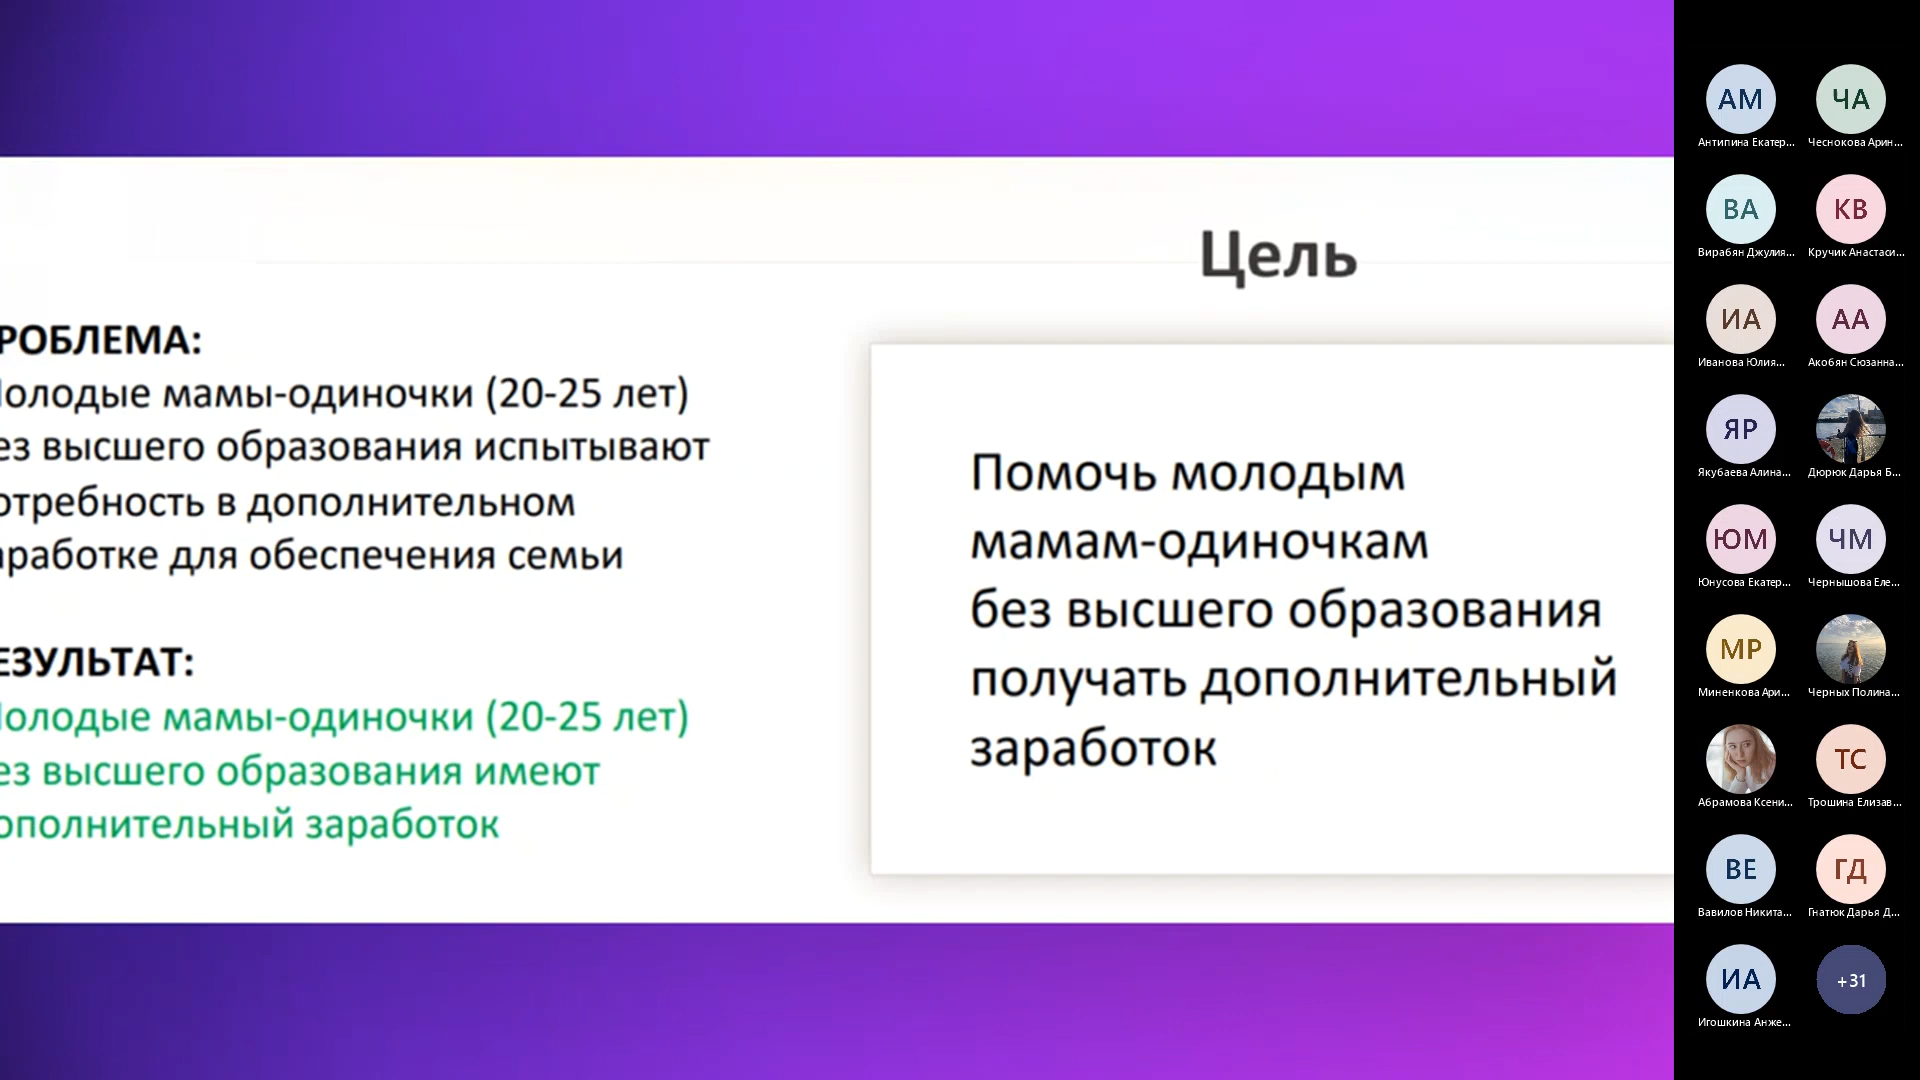 Цель
РОБЛЕМА:
олодые мамы-одиночки (20-25 лет)
ез высшего образования испытывают
отребность в дополнительном
аработке для обеспечения семьи
ЕЗУЛЬТАТ:
олодые мамы-одиночки (20-25 лет)
ез высшего образования имеют
ополнительный заработок
Помочь молодым
мамам-одиночкам
без высшего образования
получать дополнительный
заработок
АМ
Антипина Екатер...
ЧА
Чеснокова Арин...
ВА
Вирабян Джулия...
КВ
Кручик Анастаси...
ИА
Иванова Юлия...
АА
Акобян Сюзанна...
ЯР
Якубаева Алина...
Дюрюк Дарья Б...
ЮМ
Юнусова Екатер...
ЧМ
Чернышова Еле...
МР
Миненкова Ари...
Черных Полина...
Абрамова Ксени...
ТС
Трошина Елизав...
ВЕ
Вавилов Никита...
ГД
Гнатюк Дарья Д...
ИА
Игошкина Анже...
+31